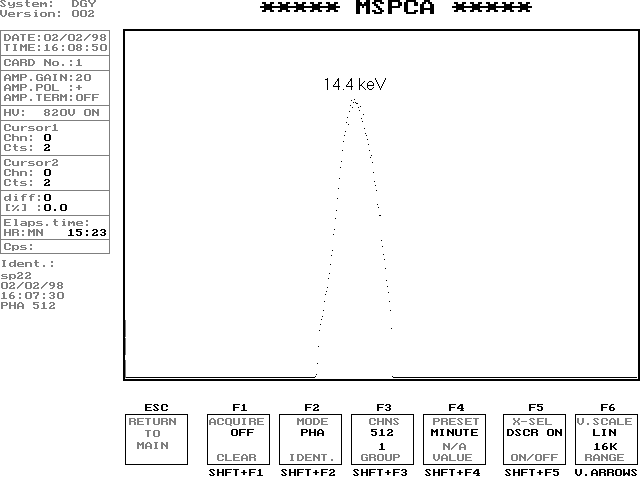 System: DGY
Version: 002
***** MSPCA *****
DATE:02/02/98
TIME:16:08:50
CARD No.:1
AMP.GAIN:20
AMP.POL :+
AMP.TERM:OFF
HV: 820V ON
Cursor1
Chn: 0
Cts: 2
Cursor2
Chn: 0
Cts: 2
diff:0
[%] :0.0
Elaps.time:
HR:MN 15:23
Cps:
Ident.:
sp22
02/02/98
16:07:30
PHA 512
14.4 keV
ESC F1 F2 F3 F4 F5 F6
RETURN ACQUIRE MODE CHNS PRESET X-SEL V.SCALE
TO OFF PHA 512 MINUTE DSCR ON LIN
MAIN 1 N/A 16K
CLEAR IDENT. GROUP VALUE ON/OFF RANGE
SHFT+F1 SHFT+F2 SHFT+F3 SHFT+F4 SHFT+F5 V.ARROWS